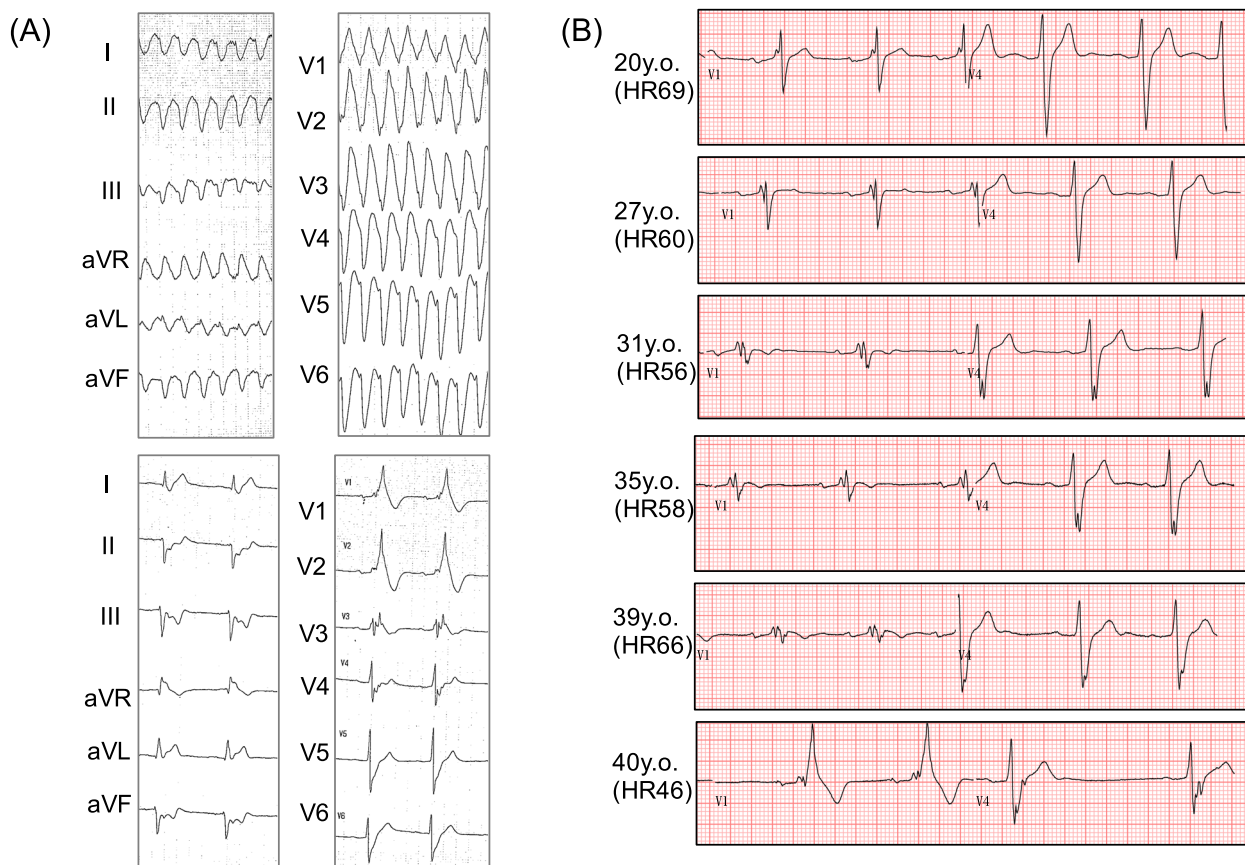 (A)
I
II
III
aVR
aVL
aVF
V1
V2
V3
V4
V5
V6
I
II
III
aVR
aVL
aVF
V1
V1
V2
V2
V3
V3
V4
V4
V5
V5
V6
V6
(B)
20y.o.
(HR69)
V1
V4
27y.o.
(HR60)
V1
V4
31y.o.
(HR56)
V1
V4
35y.o.
(HR58)
V1
V4
39y.o.
(HR66)
V1
V4
40y.o.
(HR46)
V1
V4